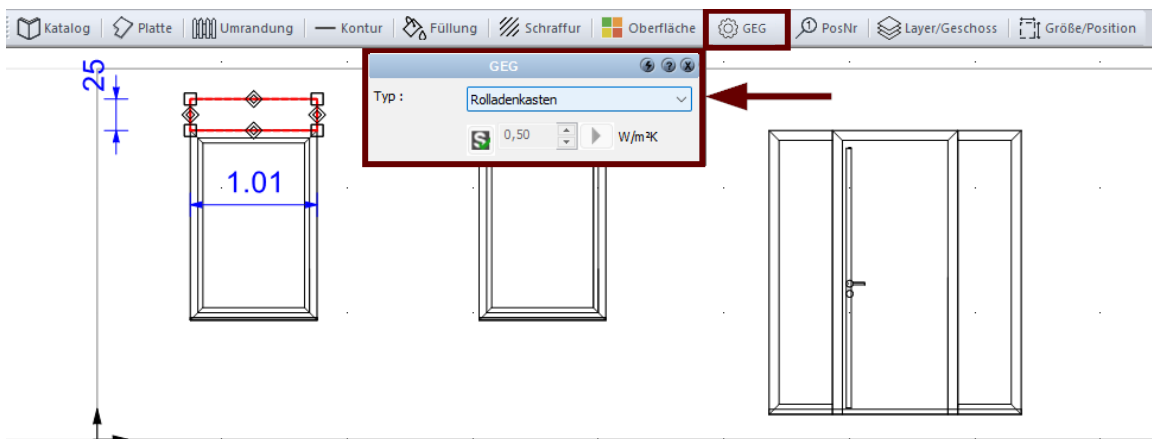 Katalog Platte Umrandung Kontur Füllung Schraffur Oberfläche GEG PosNr Layer/Geschoss Größe/Position
GEG
Typ : Rolladenkasten
0,50 W/m²K
25
1.01